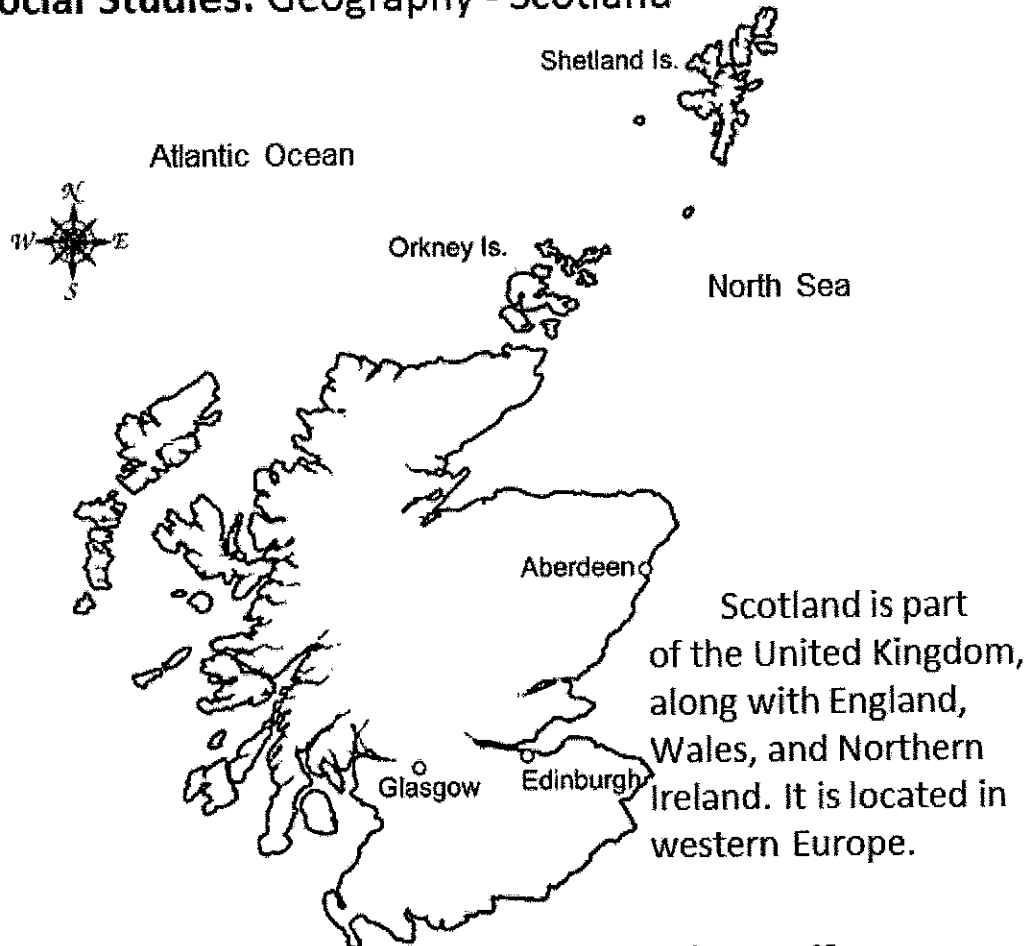 Social Studies: Geography - Scotland
Shetland Is.
Atlantic Ocean
N
W E
S
Orkney Is.
North Sea
Aberdeen
Scotland is part
of the United Kingdom,
along with England,
Wales, and Northern
Ireland. It is located in
western Europe.
Glasgow
Edinburgh